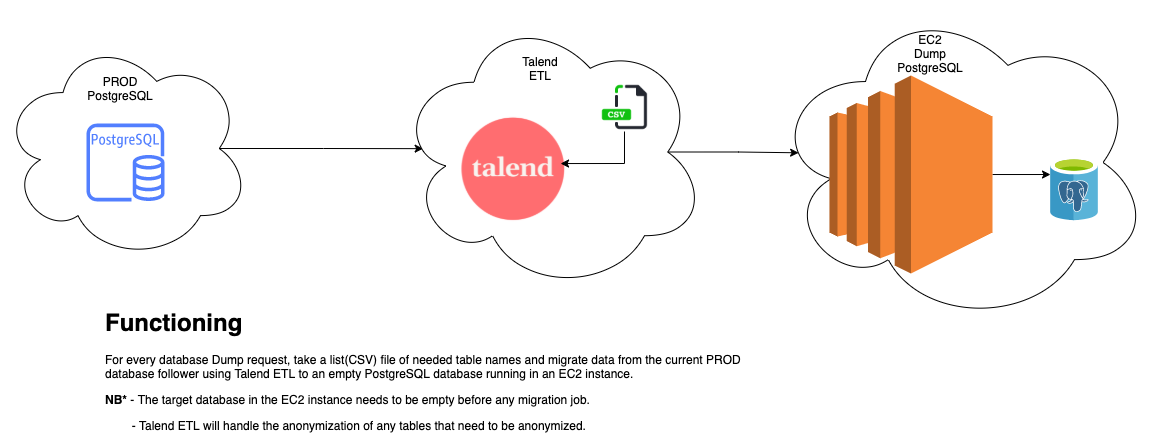 PROD
PostgreSQL
PostgreSQL
Talend
ETL
CSV
talend
EC2
Dump
PostgreSQL
Functioning
For every database Dump request, take a list(CSV) file of needed table names and migrate data from the current PROD
database follower using Talend ETL to an empty PostgreSQL database running in an EC2 instance.
NB* - The target database in the EC2 instance needs to be empty before any migration job.
- Talend ETL will handle the anonymization of any tables that need to be anonymized.